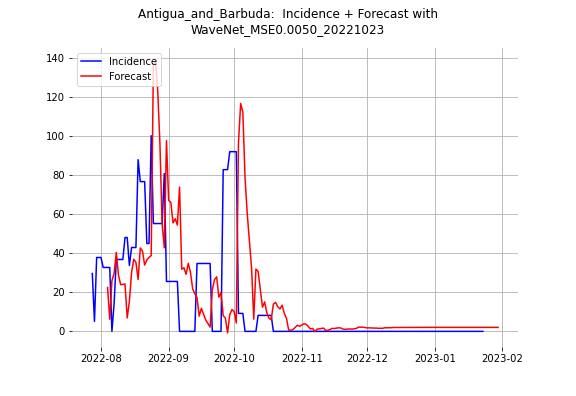 Antigua_and_Barbuda:  Incidence + Forecast with
WaveNet_MSE0.0050_20221023
Incidence
Forecast
140
120
100
80
60
40
20
0
2022-08 2022-09 2022-10 2022-11 2022-12 2023-01 2023-02